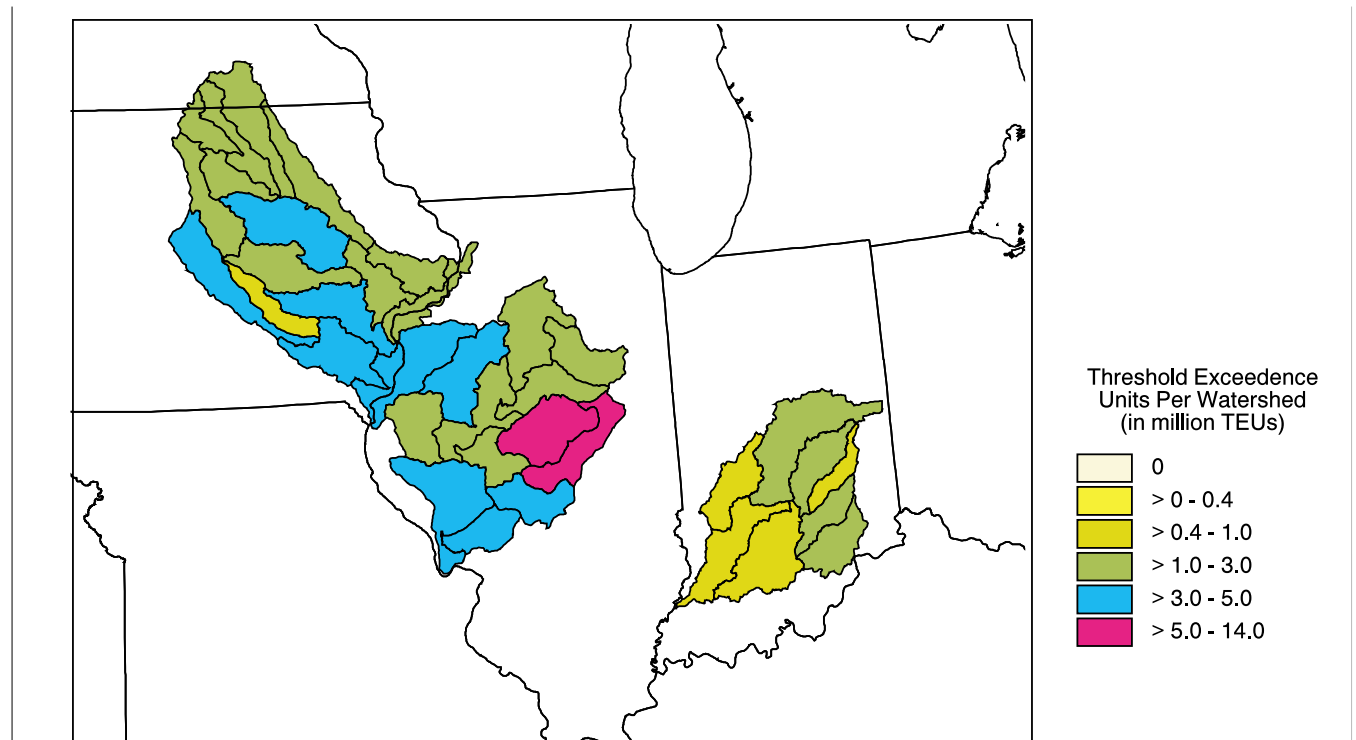 Threshold Exceedence
Units Per Watershed
(in million TEUs)
0
> 0 - 0.4
> 0.4 - 1.0
> 1.0 - 3.0
> 3.0 - 5.0
> 5.0 - 14.0